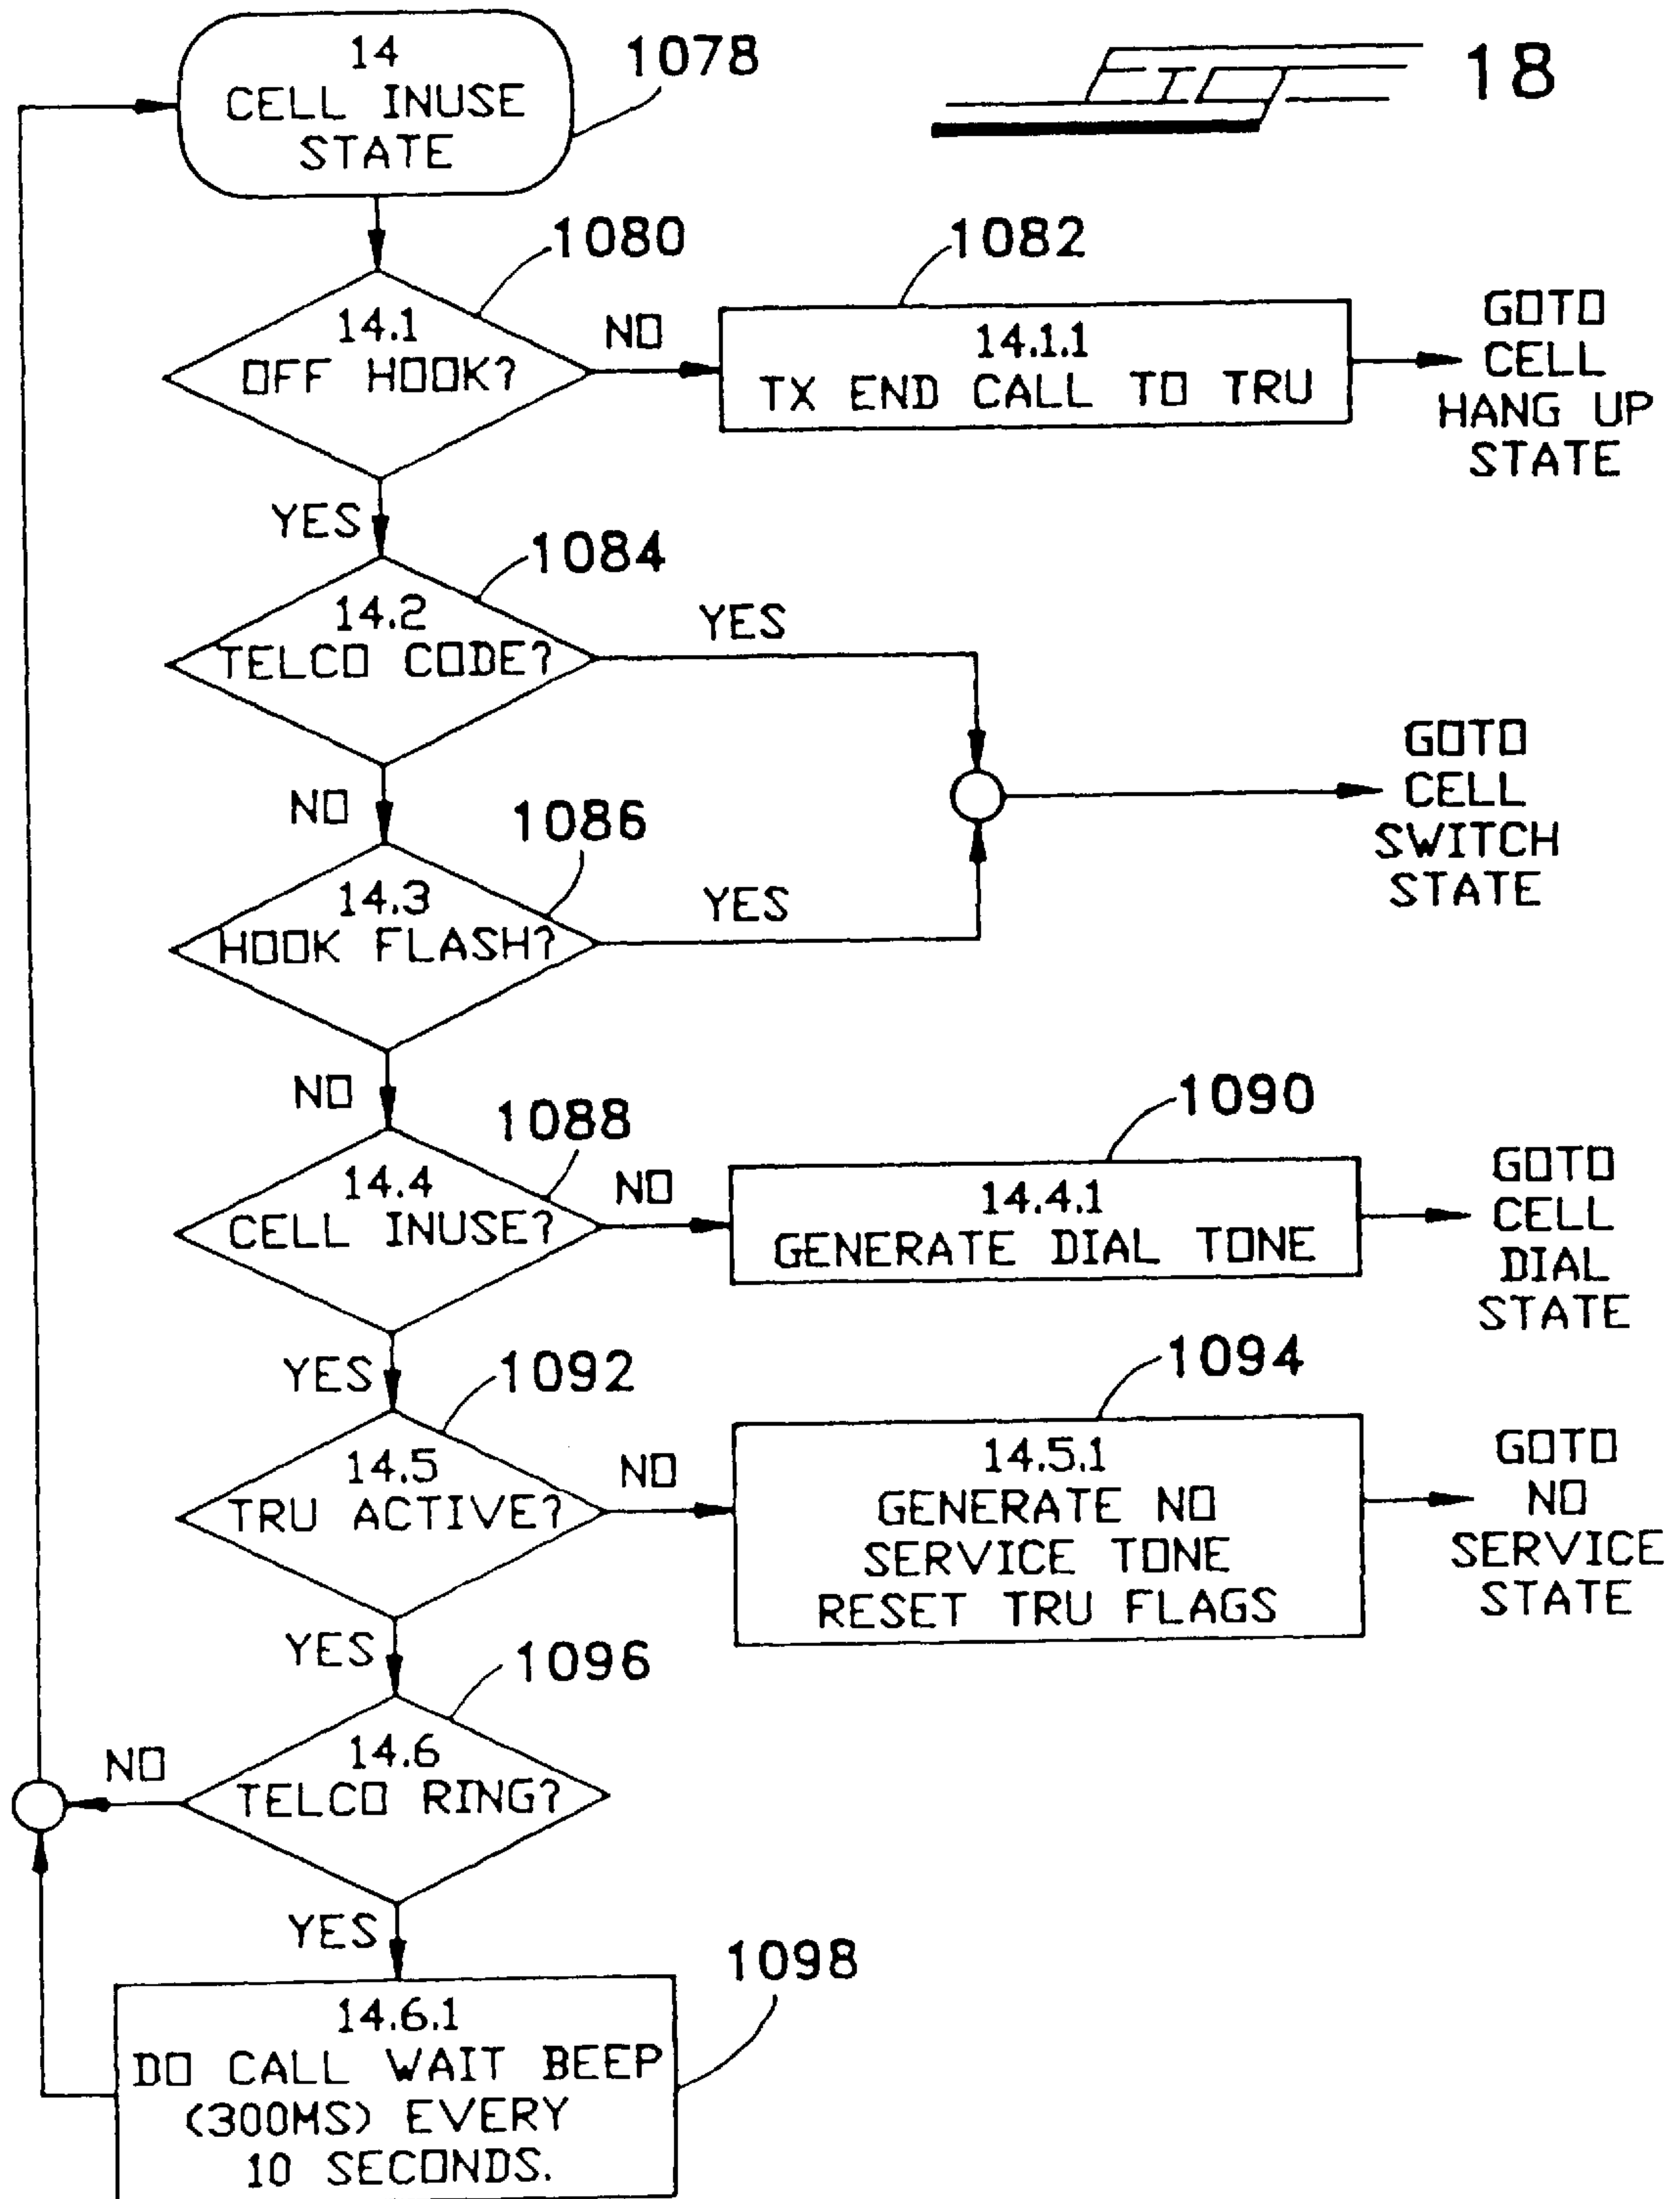 FIG 18
14
CELL INUSE
STATE
1078
1080
14.1
OFF HOOK?
NO
1082
14.1.1
TX END CALL TO TRU
GOTO
CELL
HANG UP
STATE
YES
1084
14.2
TELCO CODE?
YES
NO
GOTO
CELL
SWITCH
STATE
1086
14.3
HOOK FLASH?
YES
NO
1088
14.4
CELL INUSE?
NO
1090
14.4.1
GENERATE DIAL TONE
GOTO
CELL
DIAL
STATE
YES
1092
14.5
TRU ACTIVE?
NO
1094
14.5.1
GENERATE NO
SERVICE TONE
RESET TRU FLAGS
GOTO
NO
SERVICE
STATE
YES
1096
14.6
TELCO RING?
NO
YES
1098
14.6.1
DO CALL WAIT BEEP
(300MS) EVERY
10 SECONDS.